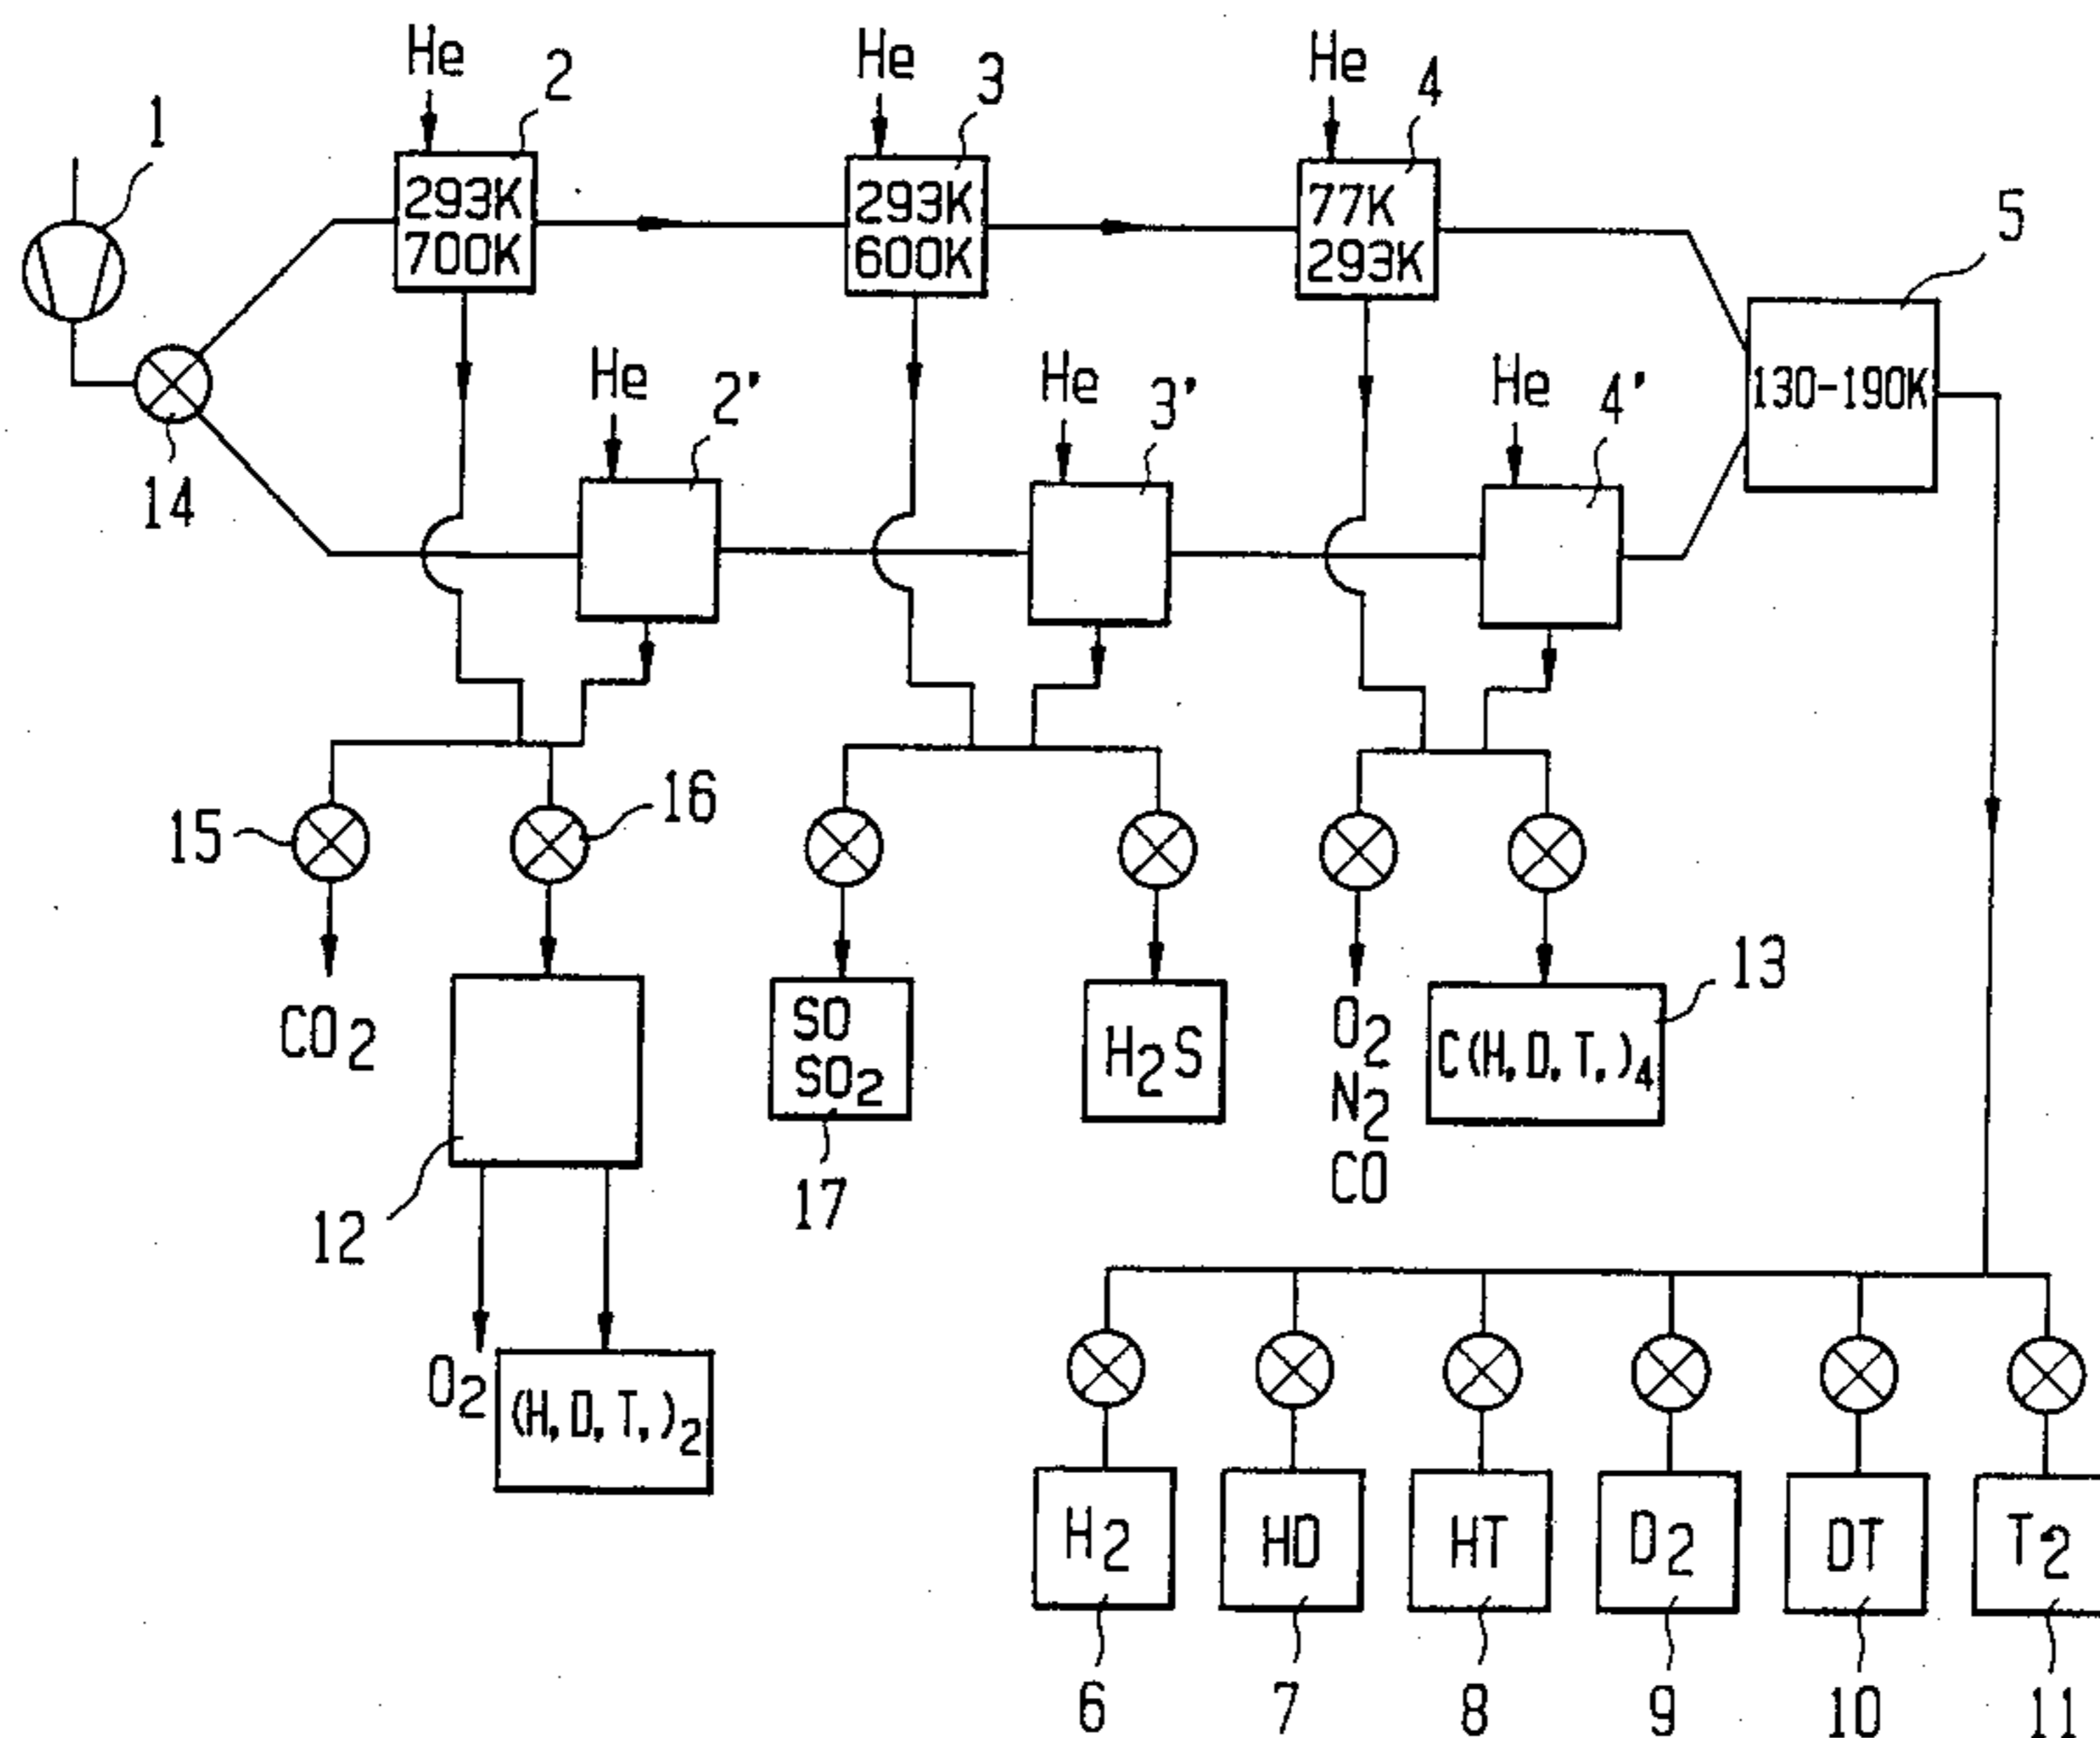 He
2
He
3
He
4
1
293K
700K
293K
600K
77K
293K
5
130-190K
He
2'
He
3'
He
4'
14
15
16
CO2
SO
SO2
H2S
O2
N2
CO
C(H,D,T,)4
13
12
17
O2
(H,D,T,)2
H2
HD
HT
D2
DT
T2
6
7
8
9
10
11